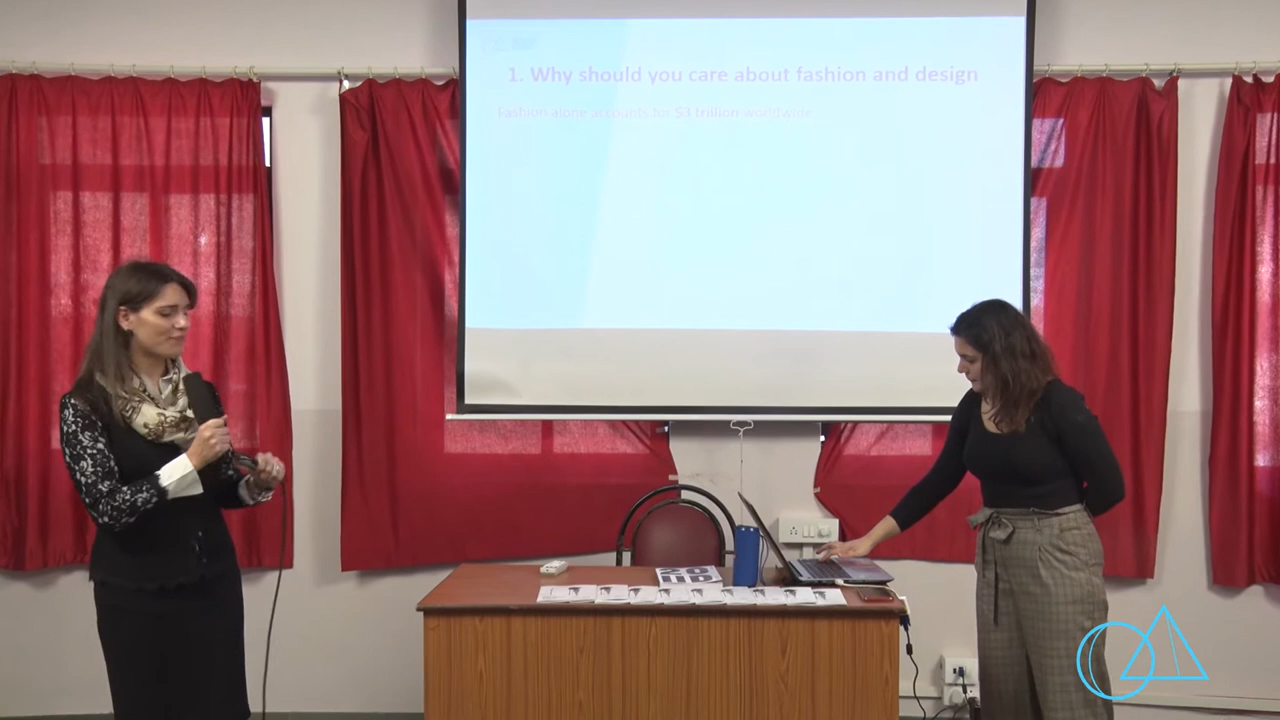 1. Why should you care about fashion and design
Fashion alone accounts for $3 trillion worldwide